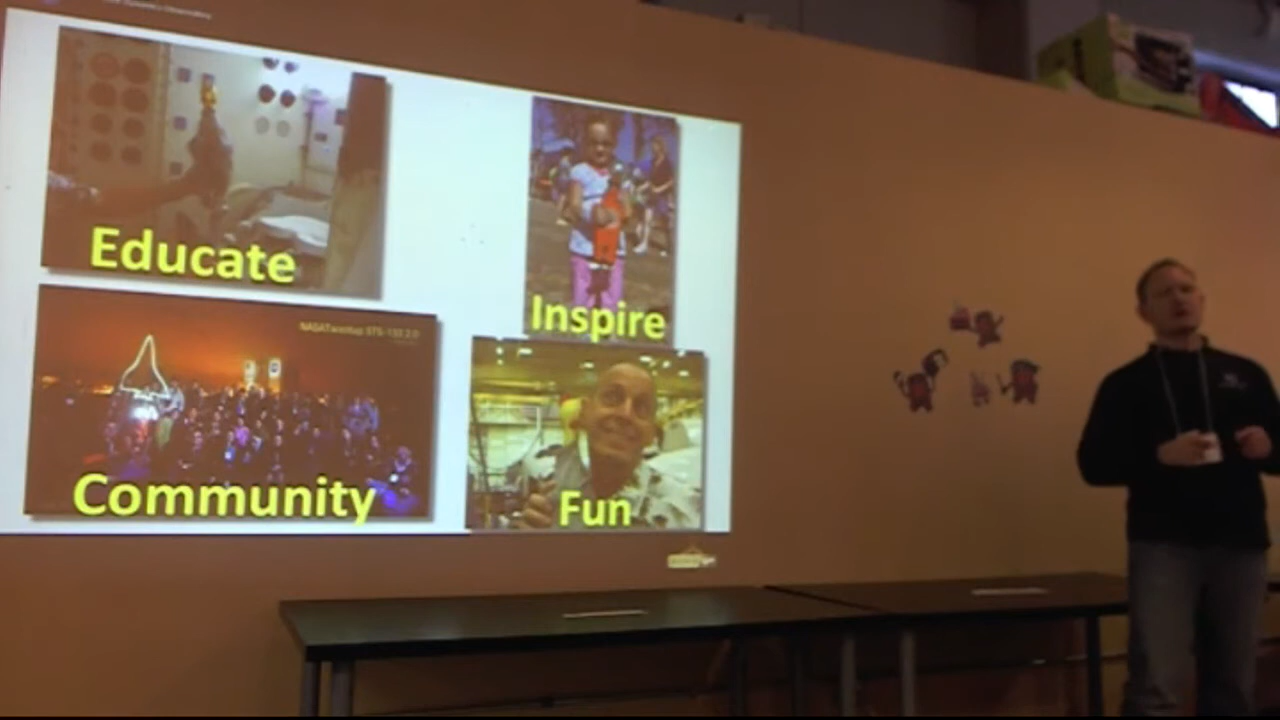 Educate
Inspire
NASATweetup STS-133 2.0
Community
Fun